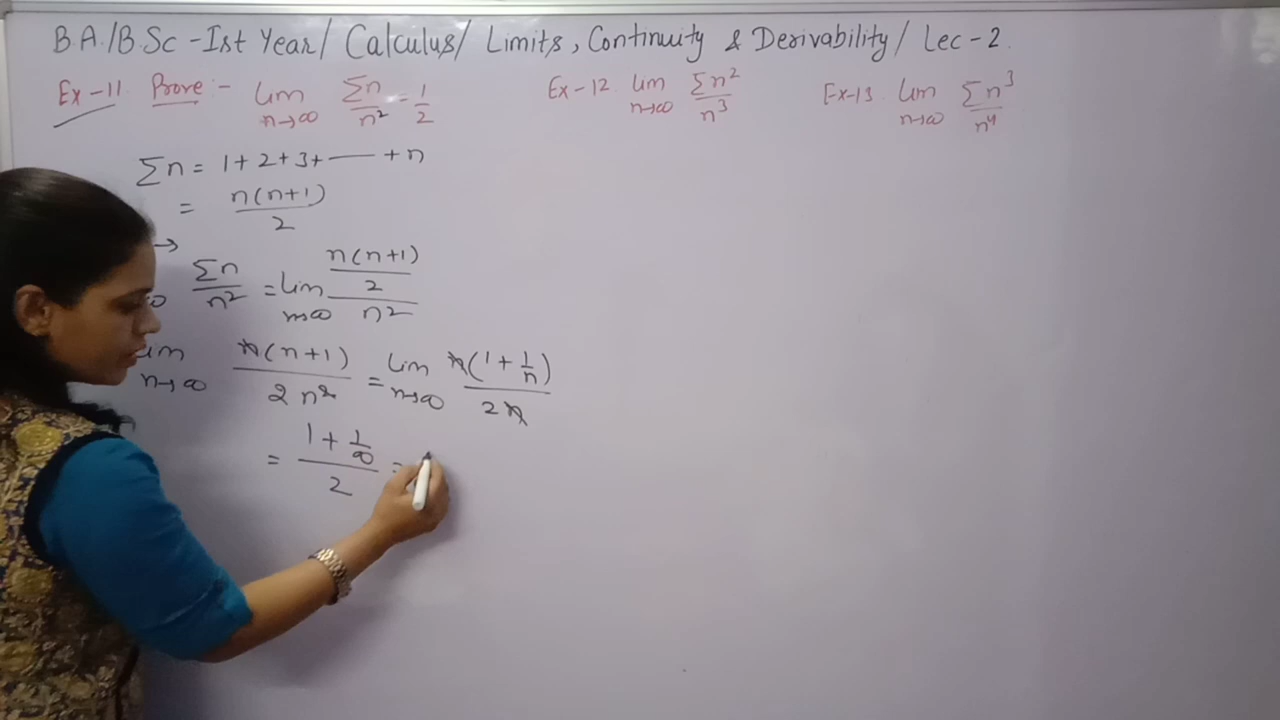 B.A./B.Sc - Ist Year / Calculus / Limits, Continuity & Derivability / Lec - 2.
Ex - 11. Prove :- lim n→∞ Σn/n² = 1/2
Ex - 12. lim n→∞ Σn²/n³
Ex - 13. lim n→∞ Σn³/n⁴
Σn = 1 + 2 + 3 + — + n
= n(n+1)/2
→ Σn/n² = lim n→∞ (n(n+1)/2)/n²
lim n→∞ n(n+1)/2n² = lim n→∞ n(1 + 1/n)/2n
= (1 + 1/∞)/2 =